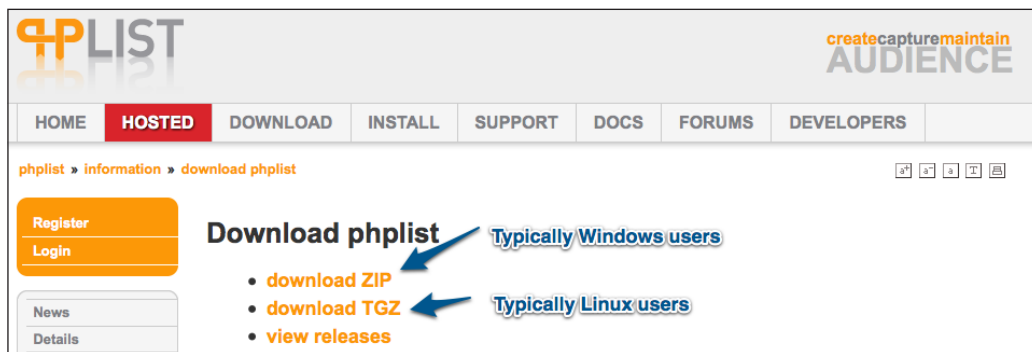 PHPLIST
createcapturemaintain
AUDIENCE
HOME HOSTED DOWNLOAD INSTALL SUPPORT DOCS FORUMS DEVELOPERS
phplist » information » download phplist
a+ a- a T
Register
Login
Download phplist
Typically Windows users
• download ZIP
• download TGZ
Typically Linux users
• view releases
News
Details